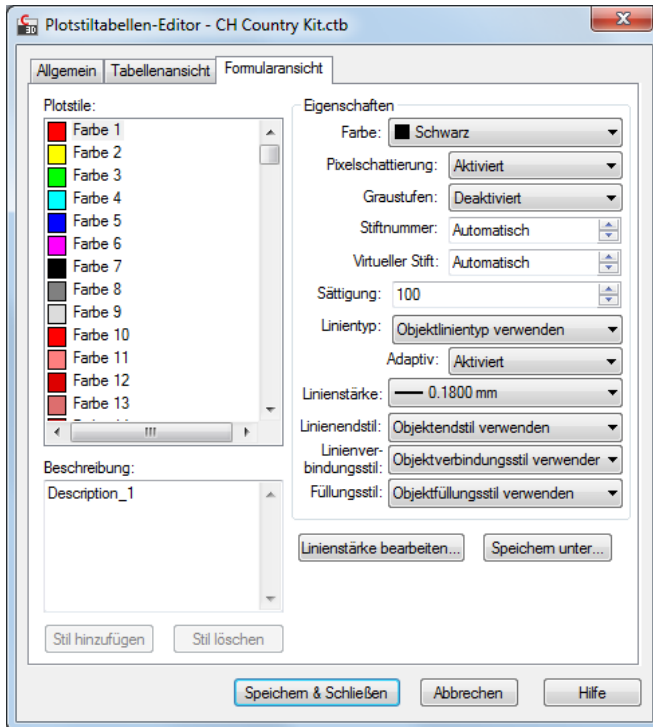 Plotstiltabellen-Editor - CH Country Kit.ctb
Allgemein Tabellenansicht Formularansicht
Plotstile:
Farbe 1
Farbe 2
Farbe 3
Farbe 4
Farbe 5
Farbe 6
Farbe 7
Farbe 8
Farbe 9
Farbe 10
Farbe 11
Farbe 12
Farbe 13
Beschreibung:
Description_1
Stil hinzufügen Stil löschen
Eigenschaften
Farbe: Schwarz
Pixelschattierung: Aktiviert
Graustufen: Deaktiviert
Stiftnummer: Automatisch
Virtueller Stift: Automatisch
Sättigung: 100
Linientyp: Objektlinientyp verwenden
Adaptiv: Aktiviert
Linienstärke: 0.1800 mm
Linienendstil: Objektendstil verwenden
Linienver-
bindungsstil: Objektverbindungsstil verwender
Füllungsstil: Objektfüllungsstil verwenden
Linienstärke bearbeiten... Speichern unter...
Speichern & Schließen Abbrechen Hilfe